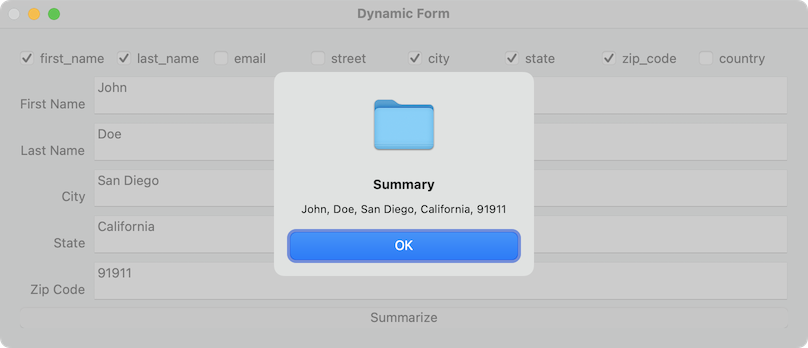 Dynamic Form
first_name last_name email street city state zip_code country
First Name John
Last Name Doe
City San Diego
State California
Zip Code 91911
Summary
John, Doe, San Diego, California, 91911
OK
Summarize